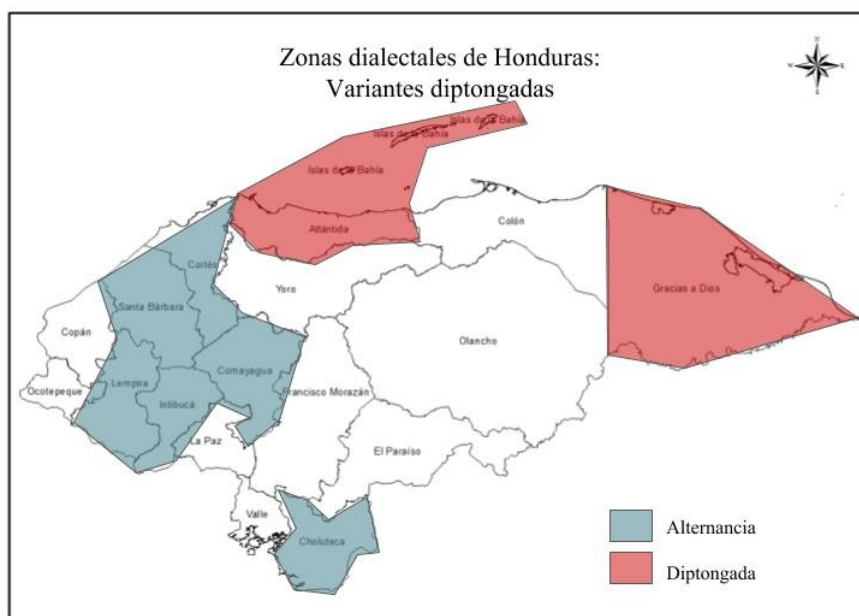 Zonas dialectales de Honduras:
Variantes diptongadas
N
W
E
S
Islas de la Bahía
Islas de la Bahía
Islas de la Bahía
Atlántida
Colón
Cortés
Yoro
Gracias a Dios
Santa Bárbara
Copán
Olancho
Comayagua
Lempira
Ocotepeque
Francisco Morazán
Intibucá
La Paz
El Paraíso
Valle
Choluteca
Alternancia
Diptongada